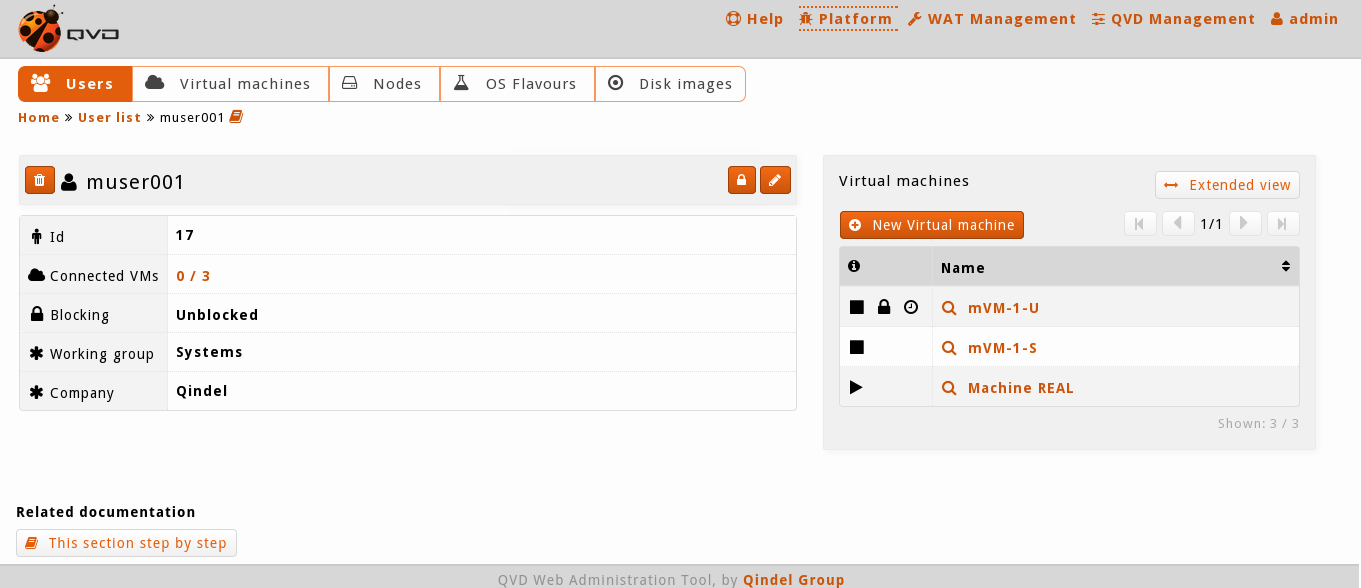 QVD
Help Platform WAT Management QVD Management admin
Users Virtual machines Nodes OS Flavours Disk images
Home » User list » muser001
muser001
Id 17
Connected VMs 0 / 3
Blocking Unblocked
Working group Systems
Company Qindel
Virtual machines
Extended view
New Virtual machine 1/1
Name
mVM-1-U
mVM-1-S
Machine REAL
Shown: 3 / 3
Related documentation
This section step by step
QVD Web Administration Tool, by Qindel Group